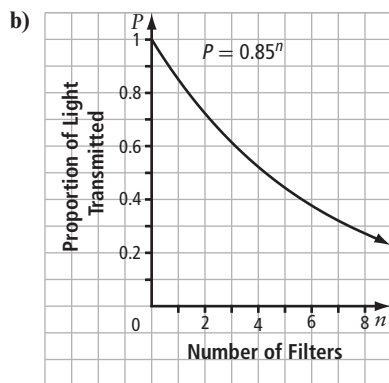 b)
P
1
P = 0.85ⁿ
0.8
0.6
0.4
0.2
Proportion of Light
Transmitted
0
2
4
6
8
n
Number of Filters